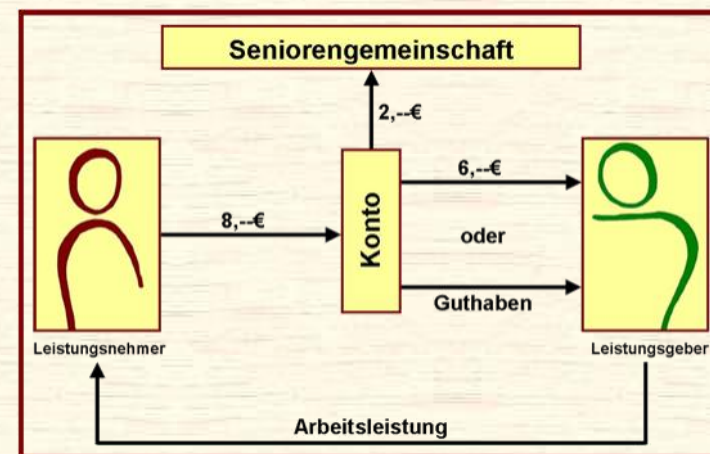 Seniorengemeinschaft
2,--€
8,--€
Konto
6,--€
oder
Guthaben
Leistungsnehmer
Leistungsgeber
Arbeitsleistung